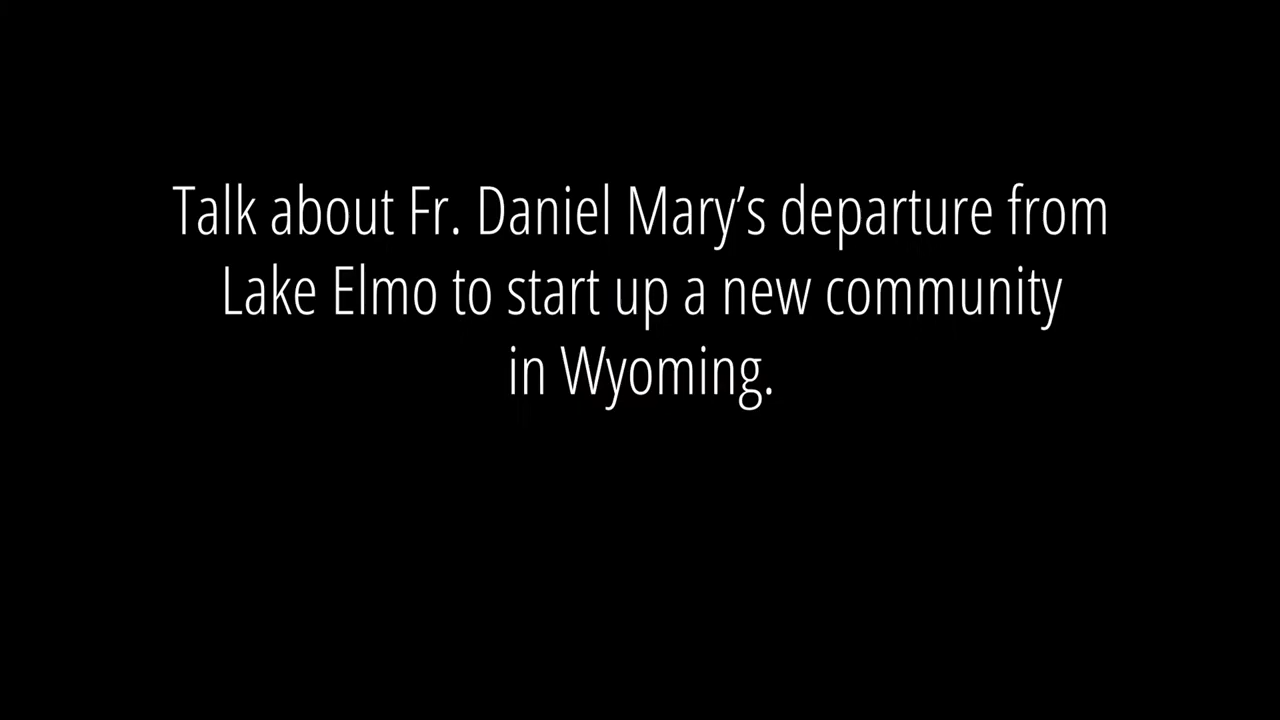 Talk about Fr. Daniel Mary’s departure from
Lake Elmo to start up a new community
in Wyoming.